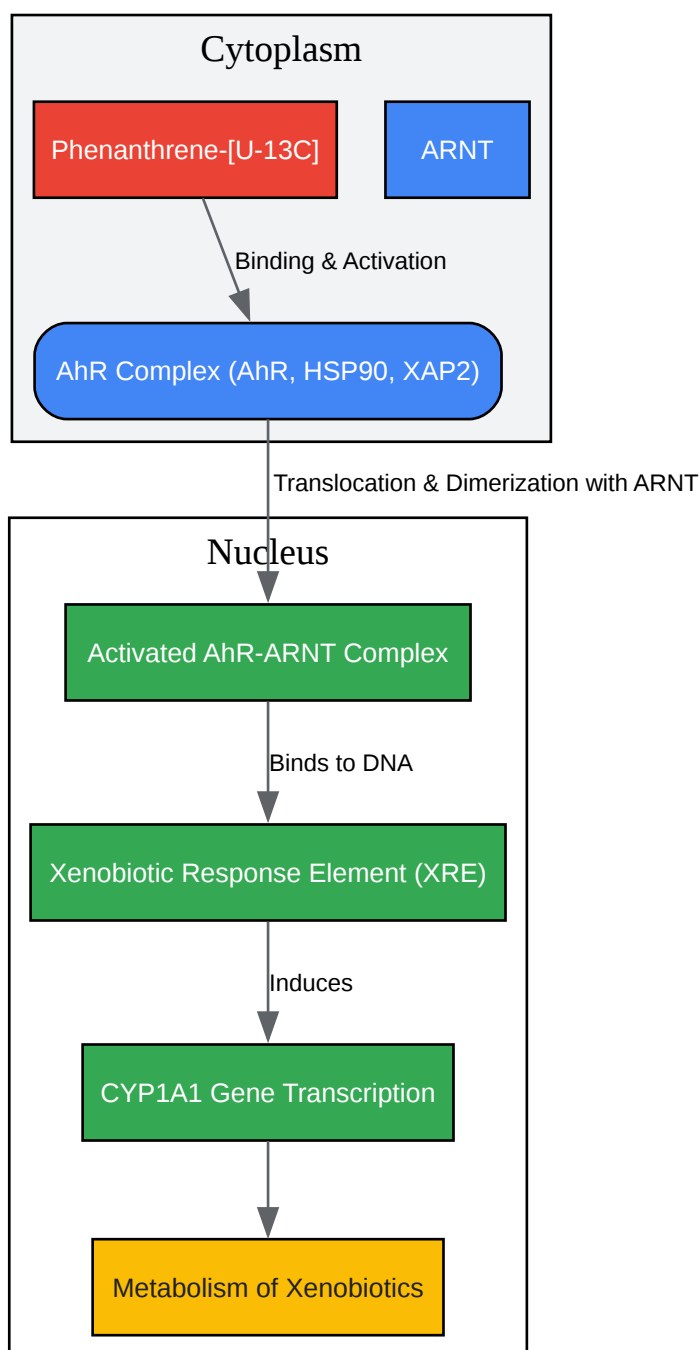 Cytoplasm
Phenanthrene-[U-13C]
ARNT
Binding & Activation
AhR Complex (AhR, HSP90, XAP2)
Translocation & Dimerization with ARNT
Nucleus
Activated AhR-ARNT Complex
Binds to DNA
Xenobiotic Response Element (XRE)
Induces
CYP1A1 Gene Transcription
Metabolism of Xenobiotics